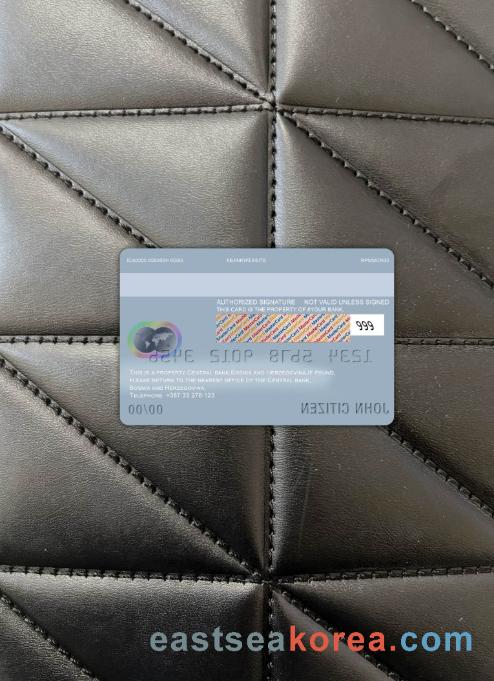 AUTHORIZED SIGNATURE NOT VALID UNLESS SIGNED
THIS CARD IS THE PROPERTY OF YOUR BANK.
999
1234 5678 9012 3456
THIS IS A PROPERTY CENTRAL BANK,BOSNIA AND HERZEGOVINA.IF FOUND,
PLEASE RETURN TO THE NEAREST OFFICE OF THE CENTRAL BANK,
BOSNIA AND HERZEGOVINA.
TELEPHONE +387 33 278 123
00/00 JOHN CITIZEN
eastseakorea.com